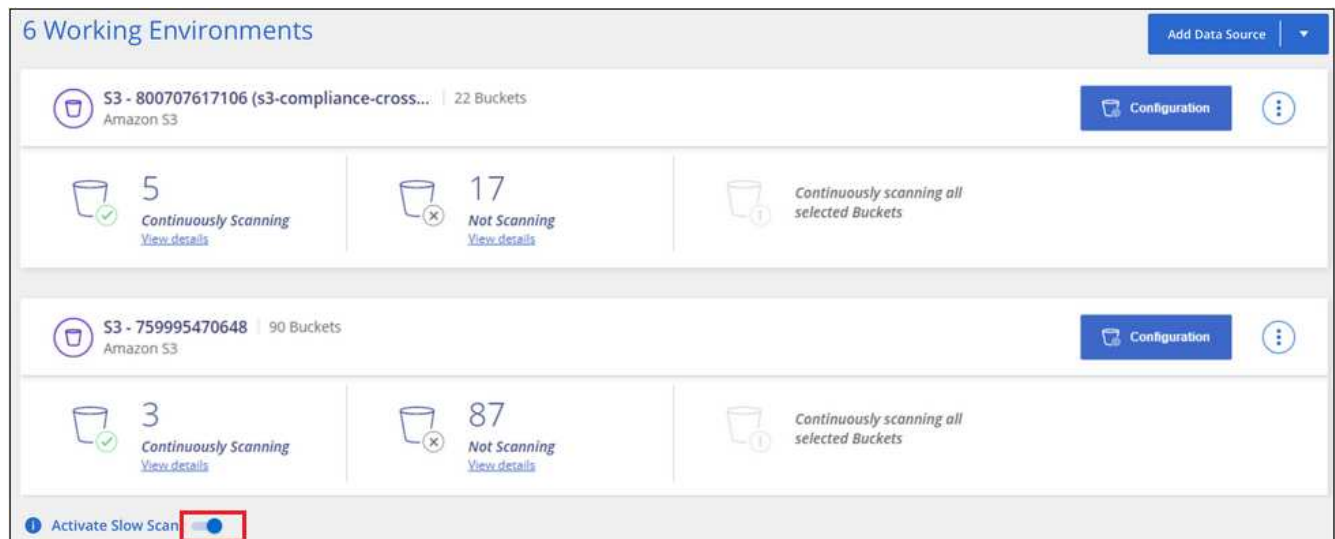 6 Working Environments
Add Data Source
S3 - 800707617106 (s3-compliance-cross... 22 Buckets
Amazon S3
Configuration
5
Continuously Scanning
View details
17
Not Scanning
View details
Continuously scanning all
selected Buckets
S3 - 759995470648 90 Buckets
Amazon S3
Configuration
3
Continuously Scanning
View details
87
Not Scanning
View details
Continuously scanning all
selected Buckets
Activate Slow Scan